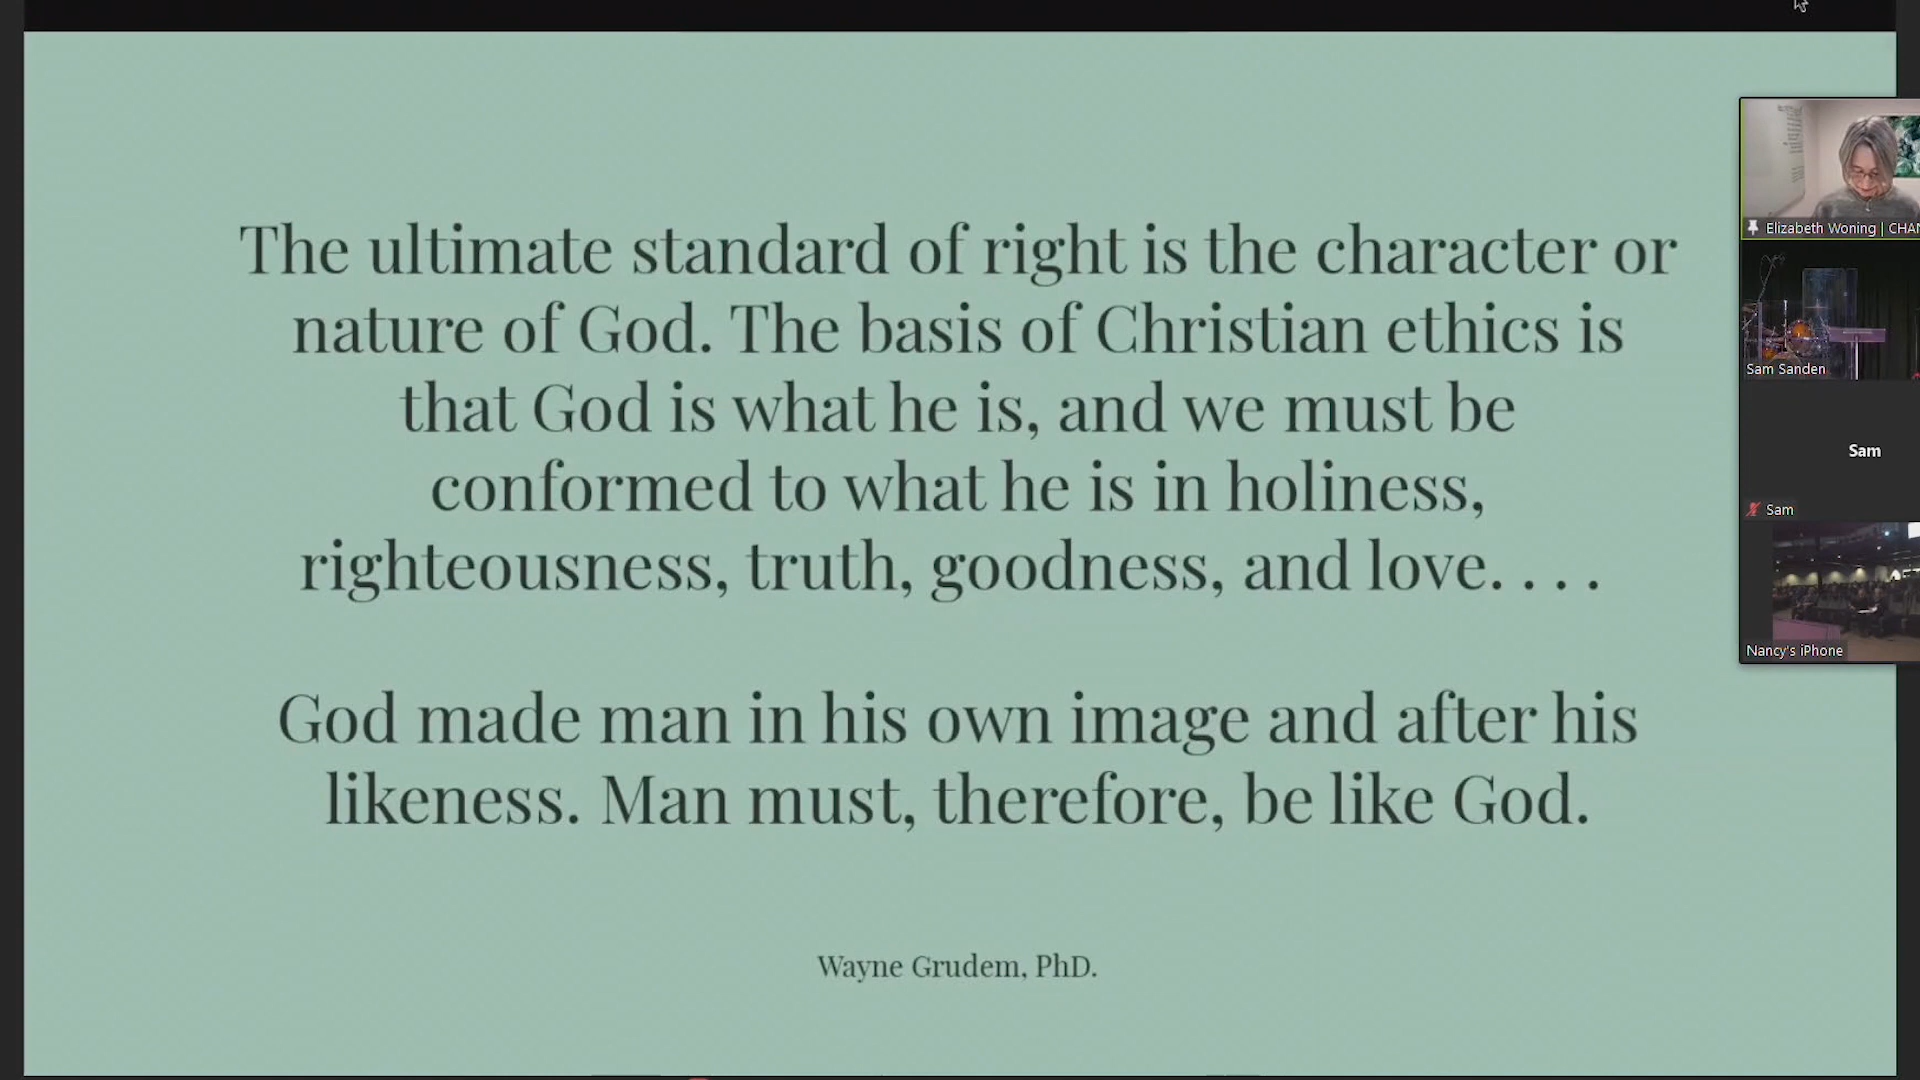 The ultimate standard of right is the character or
nature of God. The basis of Christian ethics is
that God is what he is, and we must be
conformed to what he is in holiness,
righteousness, truth, goodness, and love. . . .
God made man in his own image and after his
likeness. Man must, therefore, be like God.
Wayne Grudem, PhD.
Elizabeth Woning | CHAN
Sam Sanden
Sam
Sam
Nancy's iPhone